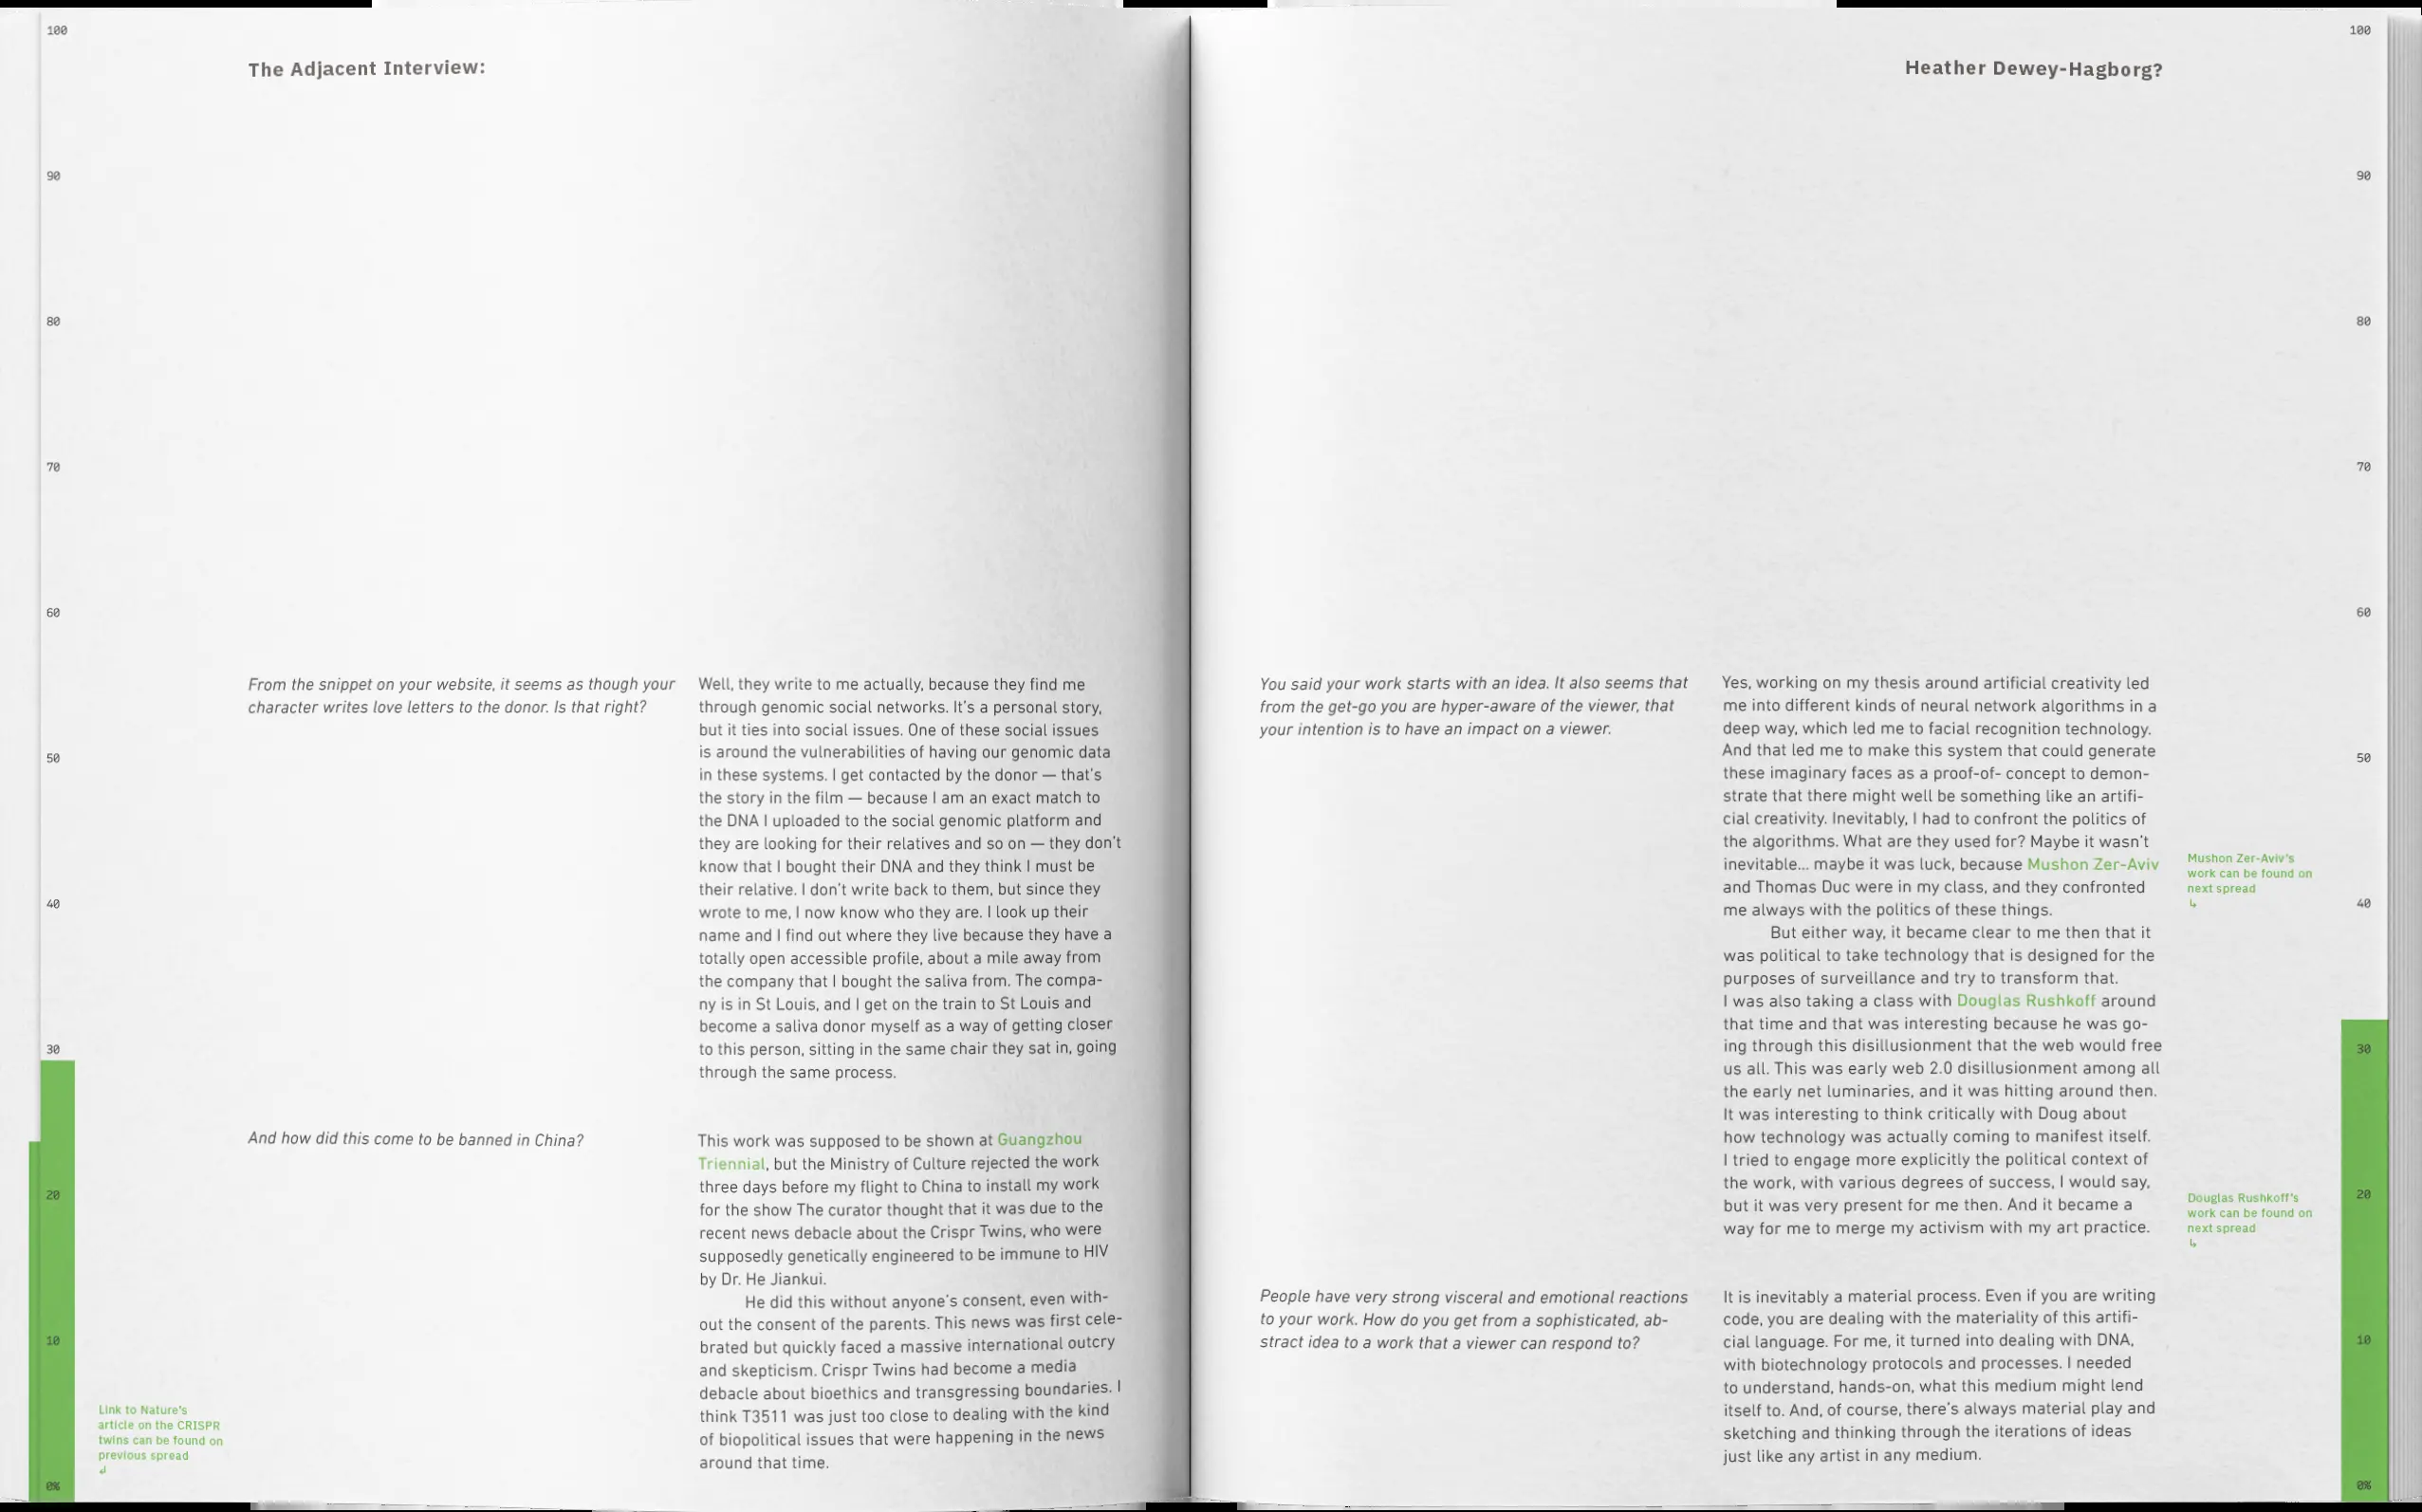 The Adjacent Interview:
Heather Dewey-Hagborg?
100
90
80
70
60
50
40
30
20
10
0%
From the snippet on your website, it seems as though your
character writes love letters to the donor. Is that right?
Well, they write to me actually, because they find me
through genomic social networks. It's a personal story,
but it ties into social issues. One of these social issues
is around the vulnerabilities of having our genomic data
in these systems. I get contacted by the donor — that's
the story in the film — because I am an exact match to
the DNA I uploaded to the social genomic platform and
they are looking for their relatives and so on — they don't
know that I bought their DNA and they think I must be
their relative. I don't write back to them, but since they
wrote to me, I now know who they are. I look up their
name and I find out where they live because they have a
totally open accessible profile, about a mile away from
the company that I bought the saliva from. The compa-
ny is in St Louis, and I get on the train to St Louis and
become a saliva donor myself as a way of getting closer
to this person, sitting in the same chair they sat in, going
through the same process.
And how did this come to be banned in China?
This work was supposed to be shown at Guangzhou
Triennial, but the Ministry of Culture rejected the work
three days before my flight to China to install my work
for the show The curator thought that it was due to the
recent news debacle about the Crispr Twins, who were
supposedly genetically engineered to be immune to HIV
by Dr. He Jiankui.
He did this without anyone's consent, even with-
out the consent of the parents. This news was first cele-
brated but quickly faced a massive international outcry
and skepticism. Crispr Twins had become a media
debacle about bioethics and transgressing boundaries. I
think T3511 was just too close to dealing with the kind
of biopolitical issues that were happening in the news
around that time.
Link to Nature's
article on the CRISPR
twins can be found on
previous spread
↲
You said your work starts with an idea. It also seems that
from the get-go you are hyper-aware of the viewer, that
your intention is to have an impact on a viewer.
Yes, working on my thesis around artificial creativity led
me into different kinds of neural network algorithms in a
deep way, which led me to facial recognition technology.
And that led me to make this system that could generate
these imaginary faces as a proof-of- concept to demon-
strate that there might well be something like an artifi-
cial creativity. Inevitably, I had to confront the politics of
the algorithms. What are they used for? Maybe it wasn't
inevitable... maybe it was luck, because Mushon Zer-Aviv
and Thomas Duc were in my class, and they confronted
me always with the politics of these things.
But either way, it became clear to me then that it
was political to take technology that is designed for the
purposes of surveillance and try to transform that.
I was also taking a class with Douglas Rushkoff around
that time and that was interesting because he was go-
ing through this disillusionment that the web would free
us all. This was early web 2.0 disillusionment among all
the early net luminaries, and it was hitting around then.
It was interesting to think critically with Doug about
how technology was actually coming to manifest itself.
I tried to engage more explicitly the political context of
the work, with various degrees of success, I would say,
but it was very present for me then. And it became a
way for me to merge my activism with my art practice.
Mushon Zer-Aviv's
work can be found on
next spread
↳
Douglas Rushkoff's
work can be found on
next spread
↳
People have very strong visceral and emotional reactions
to your work. How do you get from a sophisticated, ab-
stract idea to a work that a viewer can respond to?
It is inevitably a material process. Even if you are writing
code, you are dealing with the materiality of this artifi-
cial language. For me, it turned into dealing with DNA,
with biotechnology protocols and processes. I needed
to understand, hands-on, what this medium might lend
itself to. And, of course, there's always material play and
sketching and thinking through the iterations of ideas
just like any artist in any medium.
100
90
80
70
60
50
40
30
20
10
0%